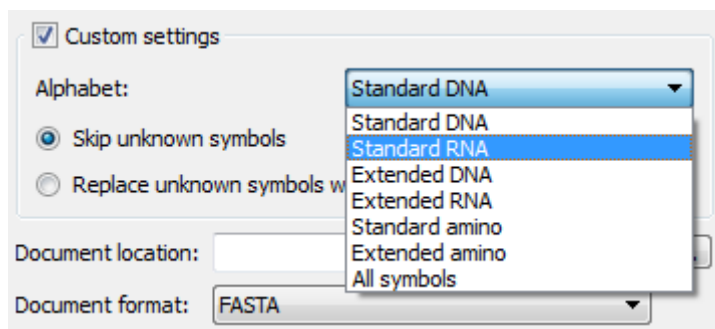 Custom settings
Alphabet: Standard DNA
Standard DNA
Skip unknown symbols
Standard RNA
Extended DNA
Replace unknown symbols
Extended RNA
Standard amino
Document location: Extended amino
All symbols
Document format: FASTA